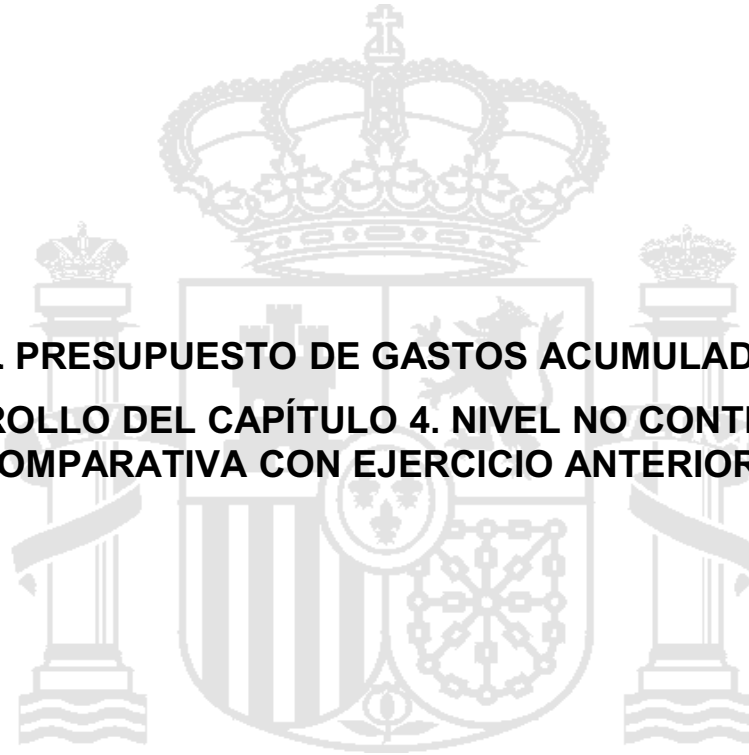 . PRESUPUESTO DE GASTOS ACUMULAD
ROLLO DEL CAPÍTULO 4. NIVEL NO CONT
OMPARATIVA CON EJERCICIO ANTERIOR